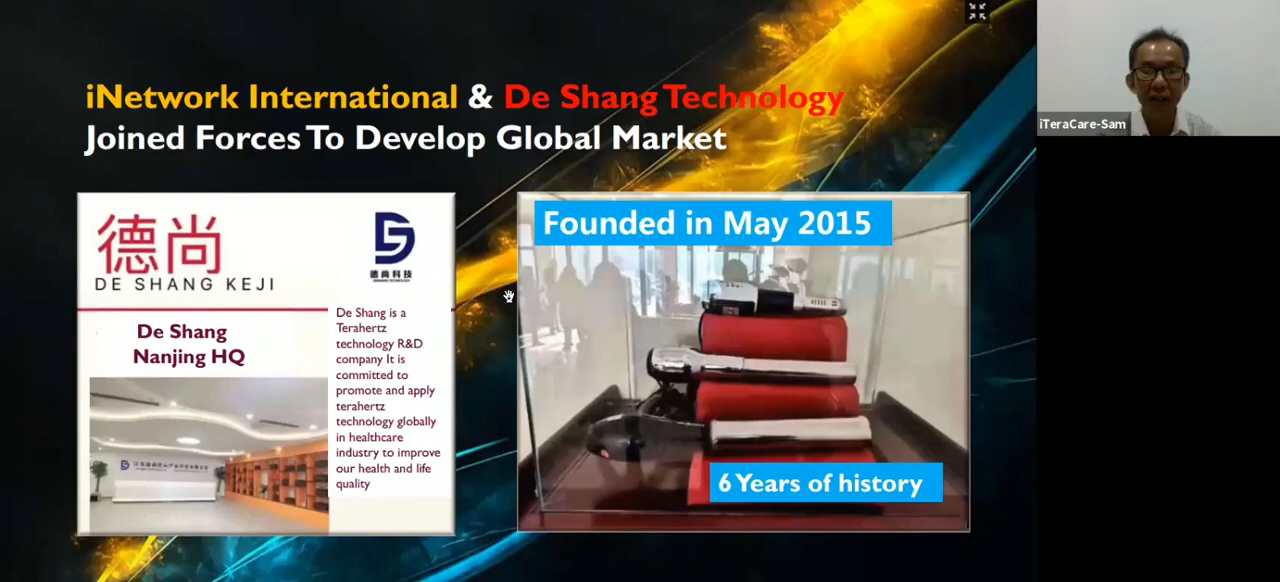 iNetwork International & De Shang Technology
Joined Forces To Develop Global Market
iTeraCare-Sam
德尚
DE SHANG KEJI
德尚科技
De Shang
Nanjing HQ
De Shang is a
Terahertz
technology R&D
company It is
committed to
promote and apply
terahertz
technology globally
in healthcare
industry to improve
our health and life
quality
Founded in May 2015
6 Years of history